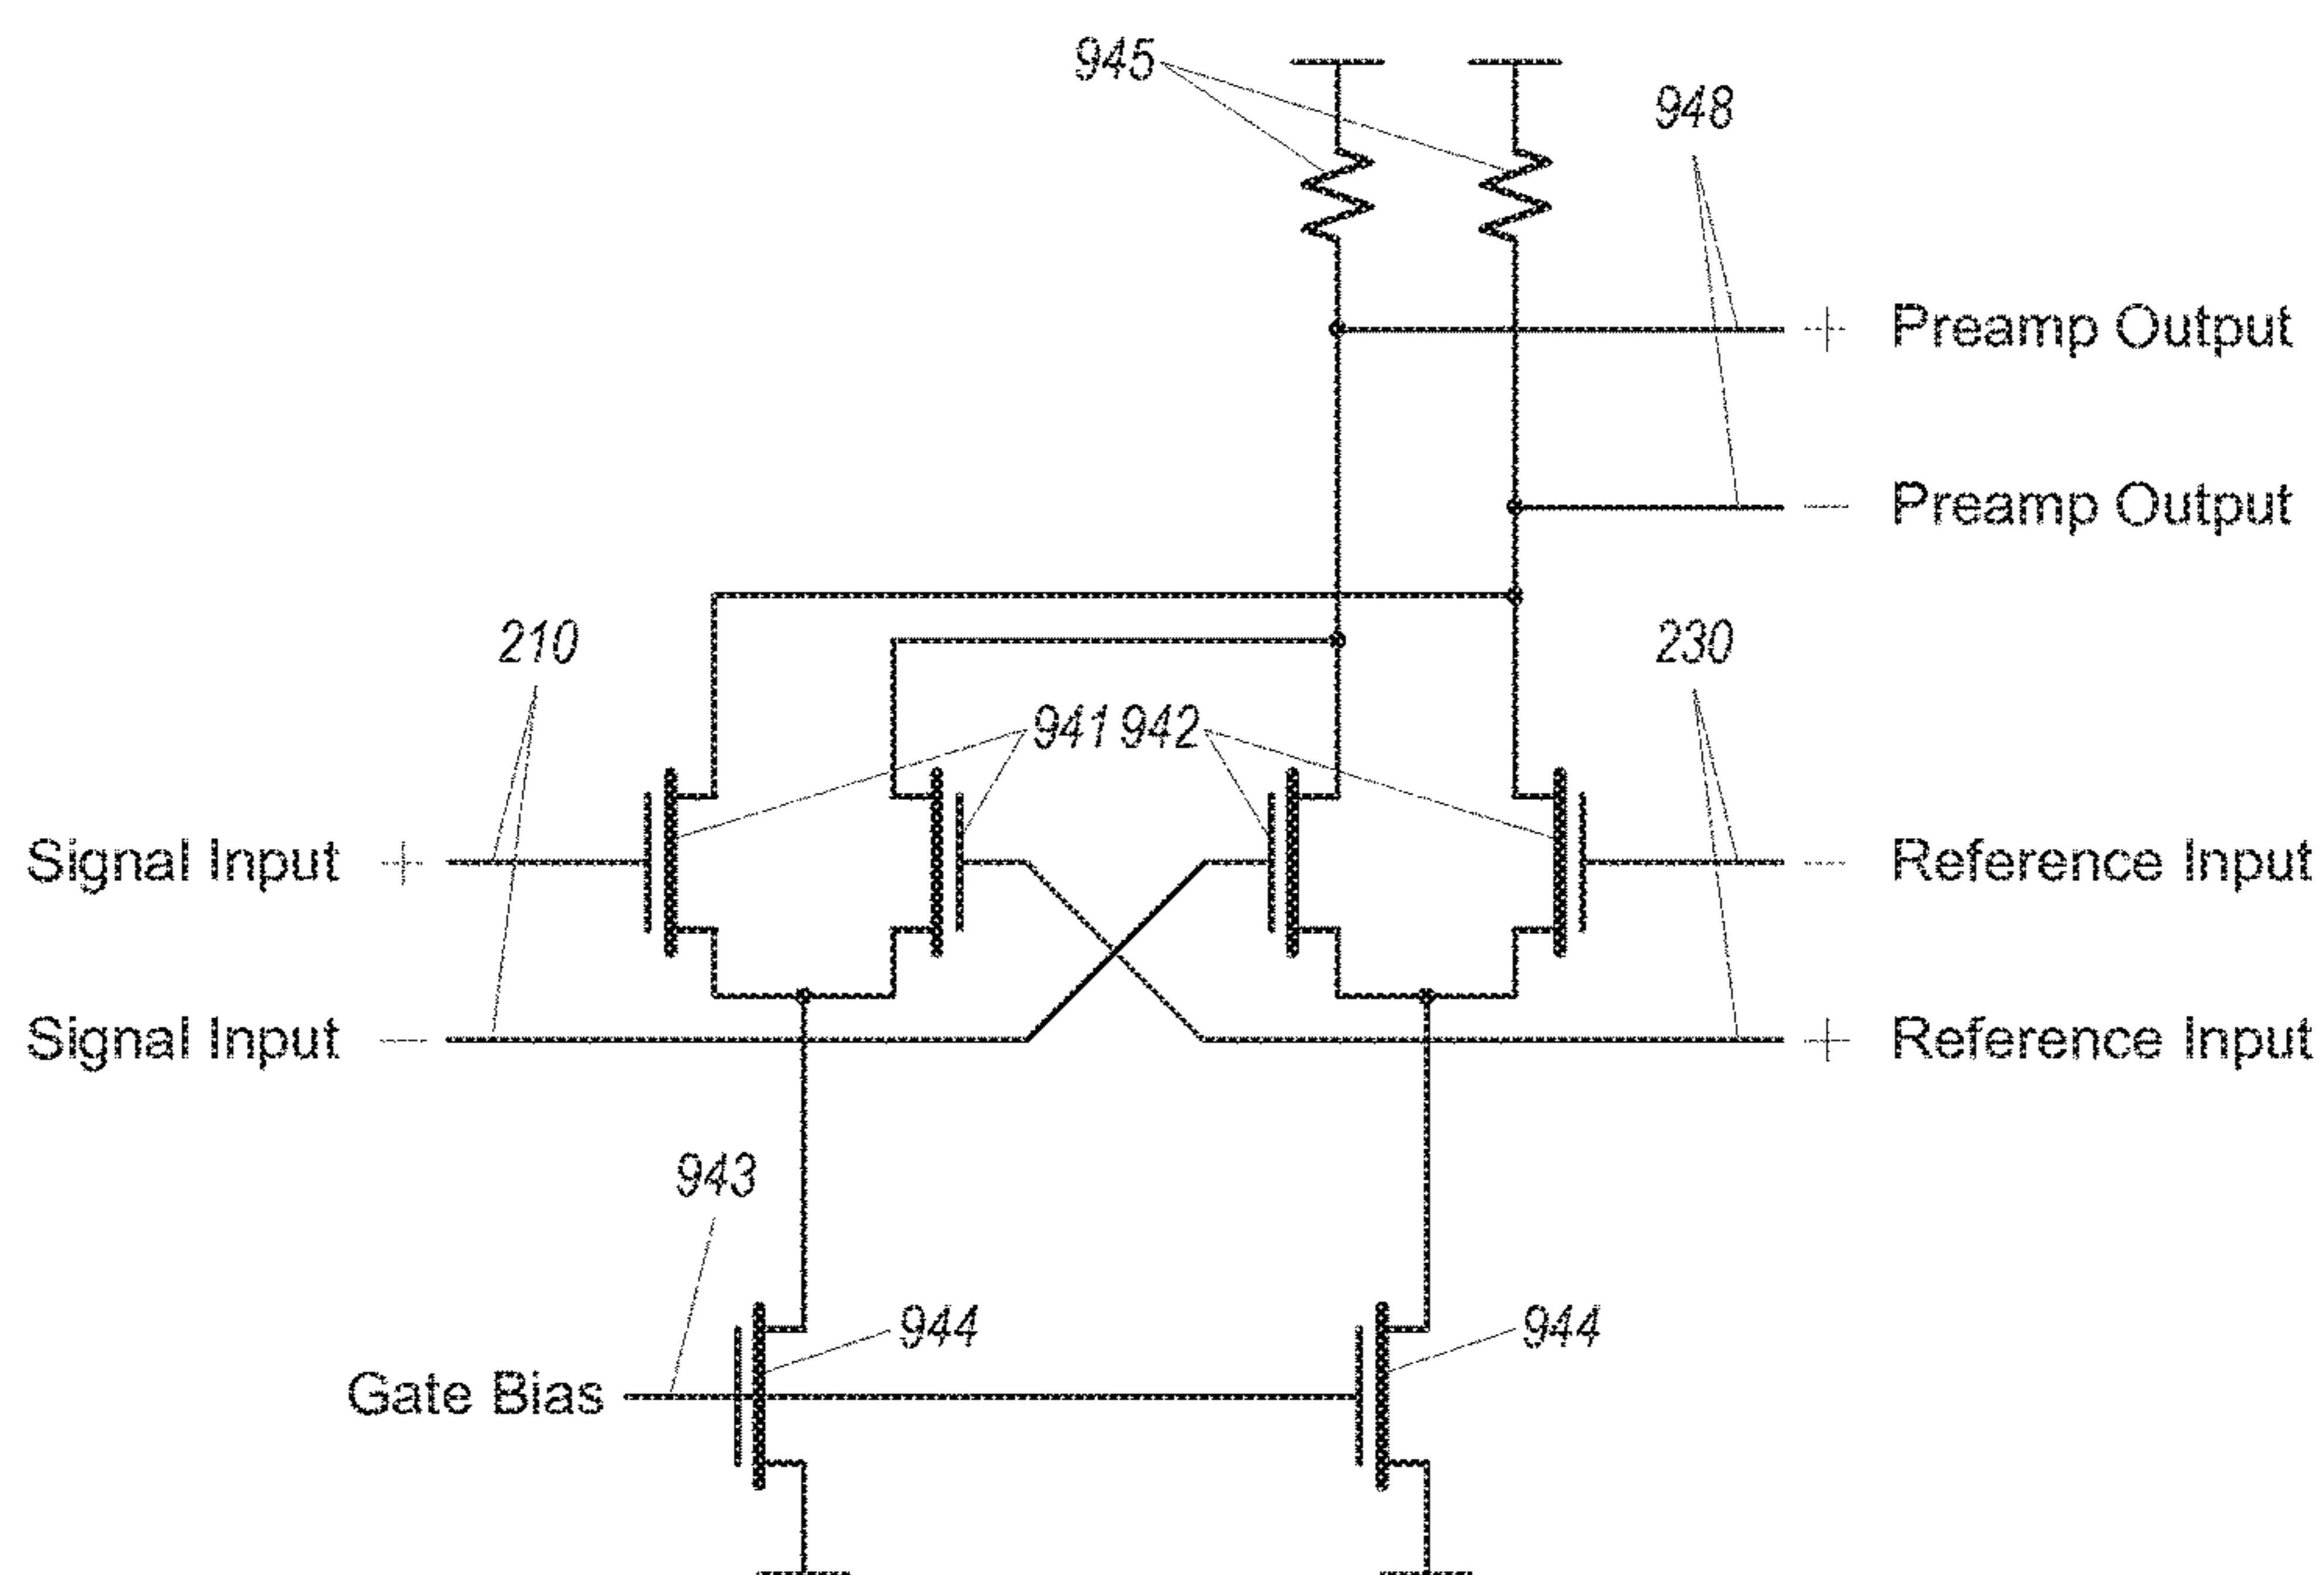 945
948
+ Preamp Output
− Preamp Output
210
230
941 942
Signal Input +
− Reference Input
Signal Input −
+ Reference Input
943
944
944
Gate Bias